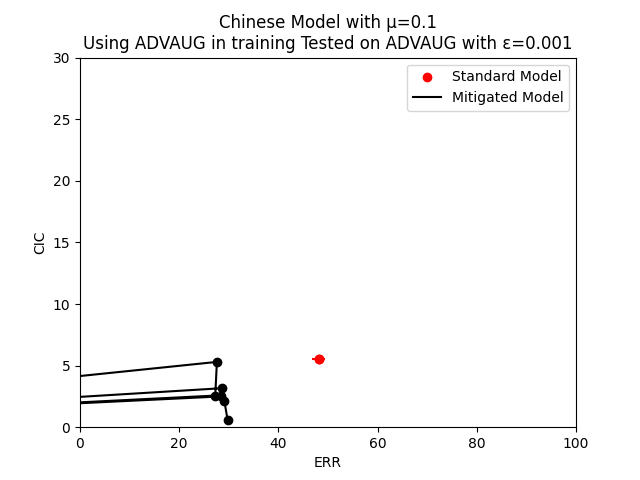 Chinese Model with μ=0.1
Using ADVAUG in training Tested on ADVAUG with ε=0.001
Standard Model
Mitigated Model
30
25
20
15
10
5
0
CIC
0 20 40 60 80 100
ERR